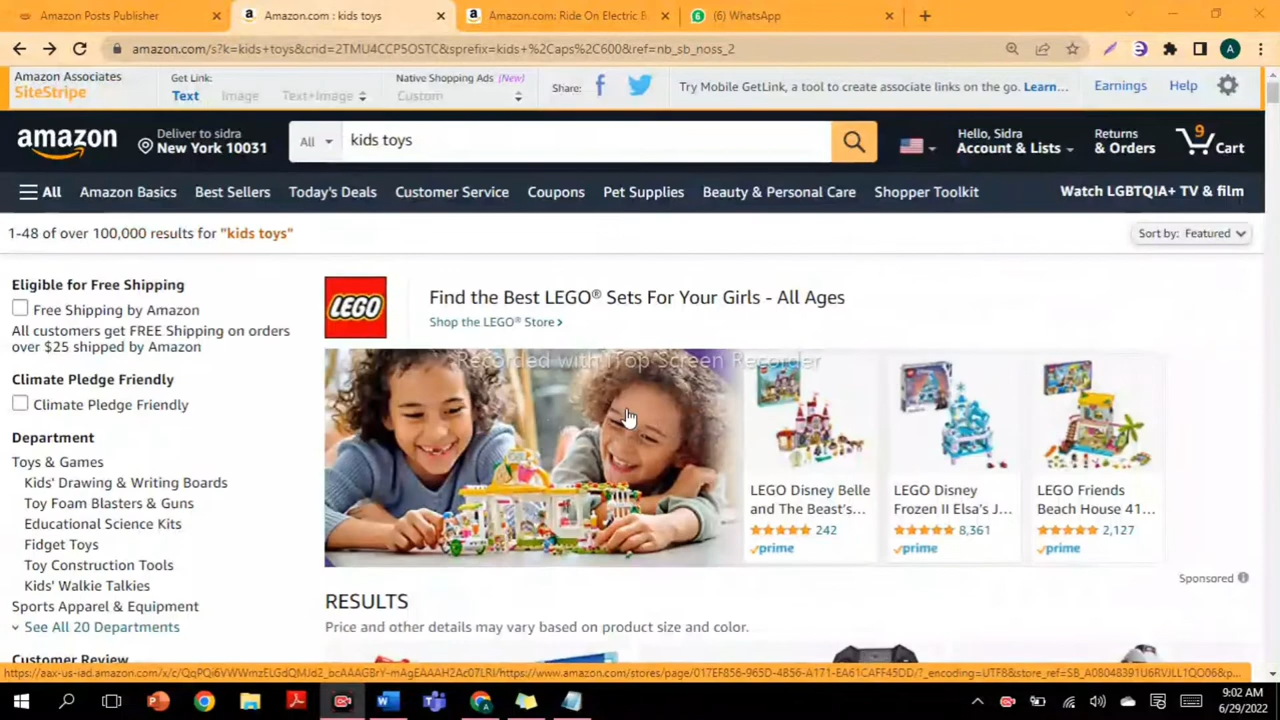 Amazon Posts Publisher
Amazon.com : kids toys
Amazon.com: Ride On Electric B
(6) WhatsApp
amazon.com/s?k=kids+toys&crid=2TMU4CCP5OSTC&sprefix=kids+%2Caps%2C600&ref=nb_sb_noss_2
A
Amazon Associates
SiteStripe
Get Link:
Text
Image
Text+Image
Native Shopping Ads (New)
Custom
Share:
Try Mobile GetLink, a tool to create associate links on the go. Learn...
Earnings
Help
amazon
Deliver to sidra
New York 10031
All
kids toys
Hello, Sidra
Account & Lists
Returns
& Orders
9
Cart
All
Amazon Basics
Best Sellers
Today's Deals
Customer Service
Coupons
Pet Supplies
Beauty & Personal Care
Shopper Toolkit
Watch LGBTQIA+ TV & film
1-48 of over 100,000 results for "kids toys"
Sort by: Featured
Eligible for Free Shipping
Free Shipping by Amazon
All customers get FREE Shipping on orders
over $25 shipped by Amazon
Climate Pledge Friendly
Climate Pledge Friendly
Department
Toys & Games
Kids' Drawing & Writing Boards
Toy Foam Blasters & Guns
Educational Science Kits
Fidget Toys
Toy Construction Tools
Kids' Walkie Talkies
Sports Apparel & Equipment
See All 20 Departments
Customer Review
LEGO
Find the Best LEGO® Sets For Your Girls - All Ages
Shop the LEGO® Store
Recorded with iTop Screen Recorder
LEGO Disney Belle
and The Beast's...
242
prime
LEGO Disney
Frozen II Elsa's J...
8,361
prime
LEGO Friends
Beach House 41...
2,127
prime
Sponsored
RESULTS
Price and other details may vary based on product size and color.
9:02 AM
6/29/2022